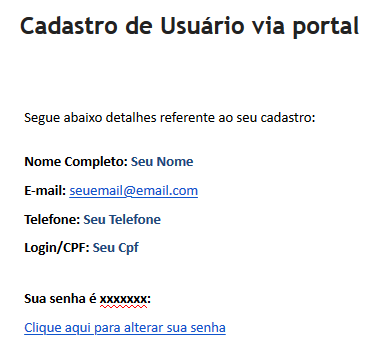 Cadastro de Usuário via portal
Segue abaixo detalhes referente ao seu cadastro:
Nome Completo: Seu Nome
E-mail: seuemail@email.com
Telefone: Seu Telefone
Login/CPF: Seu Cpf
Sua senha é xxxxxxx:
Clique aqui para alterar sua senha